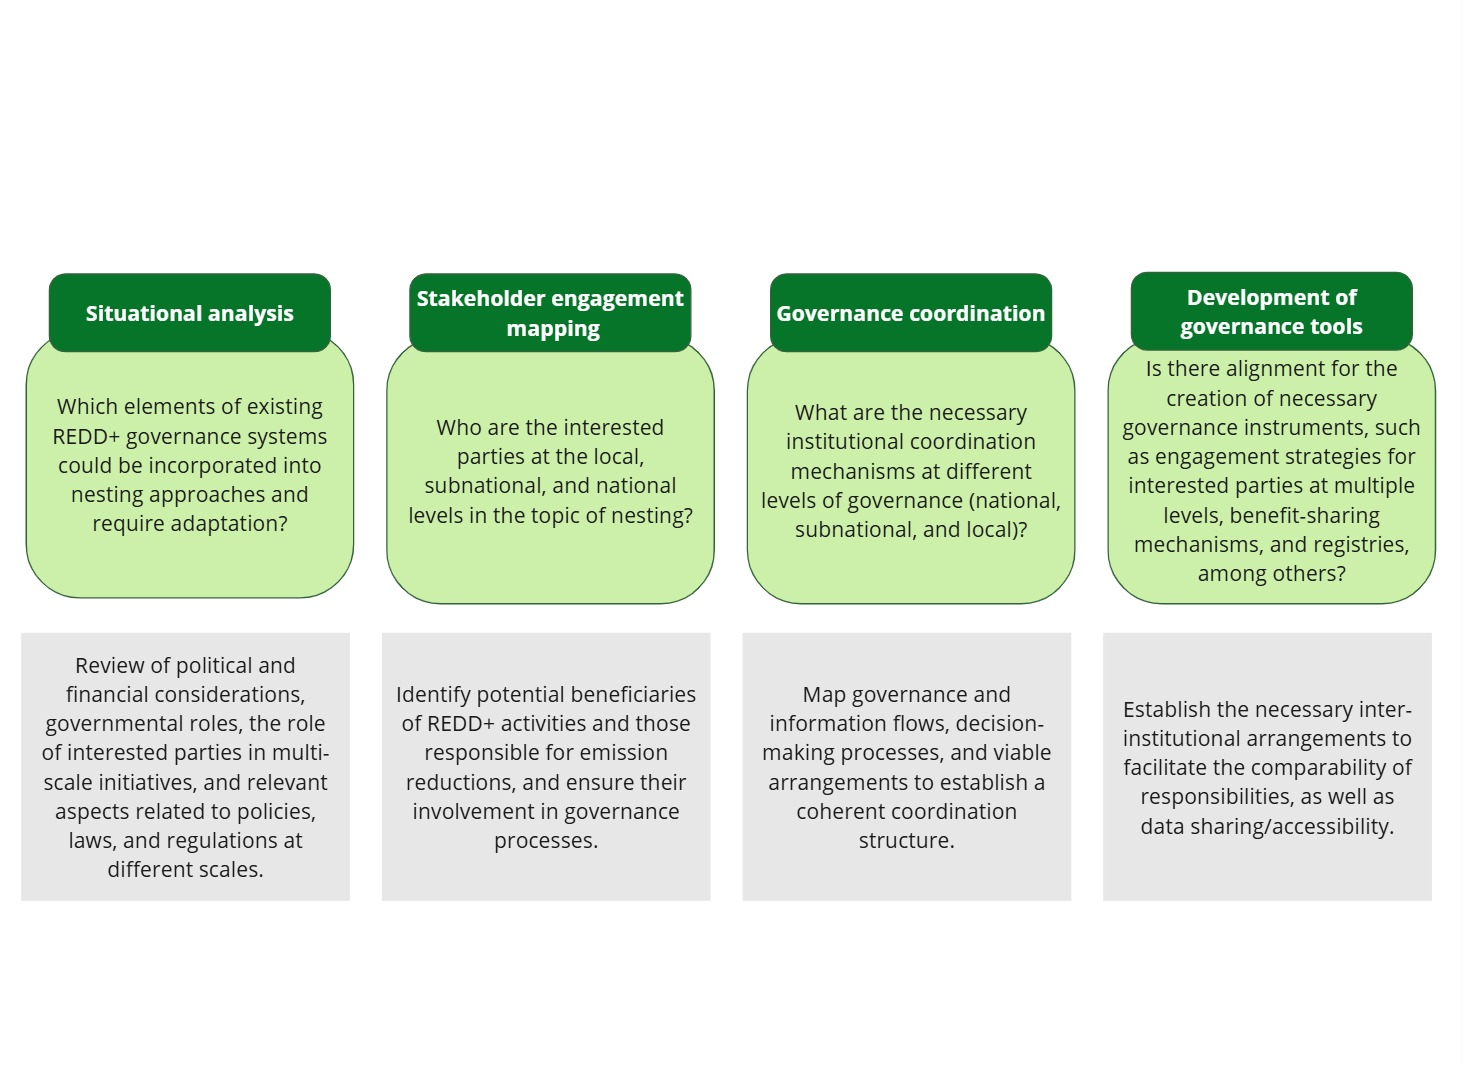 Situational analysis
Which elements of existing
REDD+ governance systems
could be incorporated into
nesting approaches and
require adaptation?
Review of political and
financial considerations,
governmental roles, the role
of interested parties in multi-
scale initiatives, and relevant
aspects related to policies,
laws, and regulations at
different scales.
Stakeholder engagement
mapping
Who are the interested
parties at the local,
subnational, and national
levels in the topic of nesting?
Identify potential beneficiaries
of REDD+ activities and those
responsible for emission
reductions, and ensure their
involvement in governance
processes.
Governance coordination
What are the necessary
institutional coordination
mechanisms at different
levels of governance (national,
subnational, and local)?
Map governance and
information flows, decision-
making processes, and viable
arrangements to establish a
coherent coordination
structure.
Development of
governance tools
Is there alignment for the
creation of necessary
governance instruments, such
as engagement strategies for
interested parties at multiple
levels, benefit-sharing
mechanisms, and registries,
among others?
Establish the necessary inter-
institutional arrangements to
facilitate the comparability of
responsibilities, as well as
data sharing/accessibility.